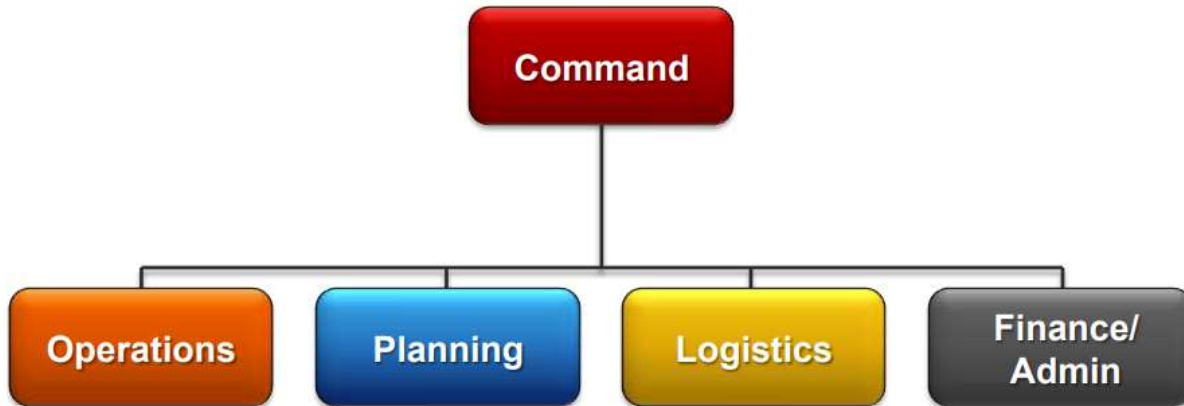 Command
Operations
Planning
Logistics
Finance/
Admin